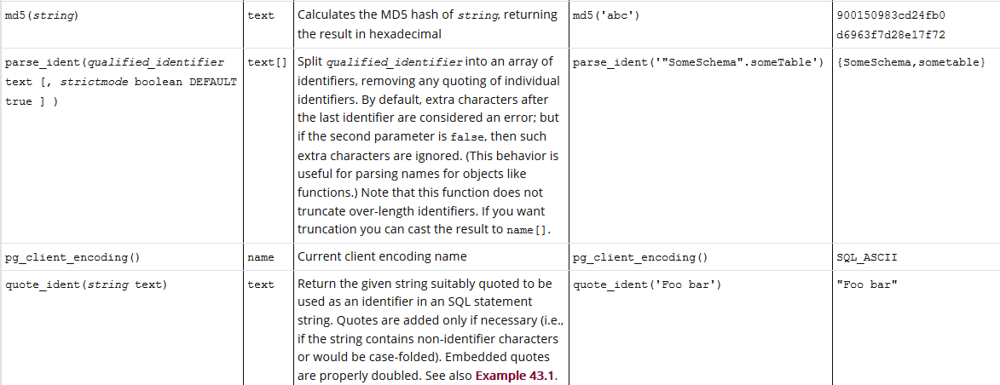 md5(string) text Calculates the MD5 hash of string, returning md5('abc') 900150983cd24fb0
the result in hexadecimal d6963f7d28e17f72
parse_ident(qualified_identifier text[] Split qualified_identifier into an array of parse_ident('"SomeSchema".someTable') {SomeSchema,sometable}
text [, strictmode boolean DEFAULT identifiers, removing any quoting of individual
true ] ) identifiers. By default, extra characters after
the last identifier are considered an error; but
if the second parameter is false, then such
extra characters are ignored. (This behavior is
useful for parsing names for objects like
functions.) Note that this function does not
truncate over-length identifiers. If you want
truncation you can cast the result to name[].
pg_client_encoding() name Current client encoding name pg_client_encoding() SQL_ASCII
quote_ident(string text) text Return the given string suitably quoted to be quote_ident('Foo bar') "Foo bar"
used as an identifier in an SQL statement
string. Quotes are added only if necessary (i.e.,
if the string contains non-identifier characters
or would be case-folded). Embedded quotes
are properly doubled. See also Example 43.1.